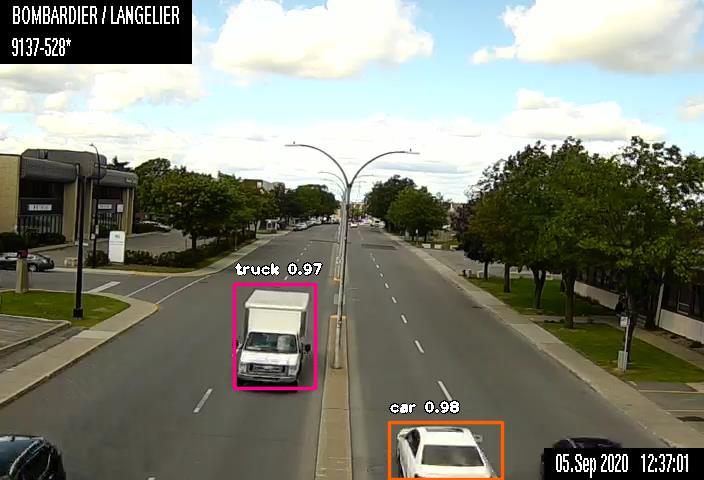 BOMBARDIER / LANGELIER
9137-528*
truck 0.97
car 0.98
05.Sep 2020 12:37:01